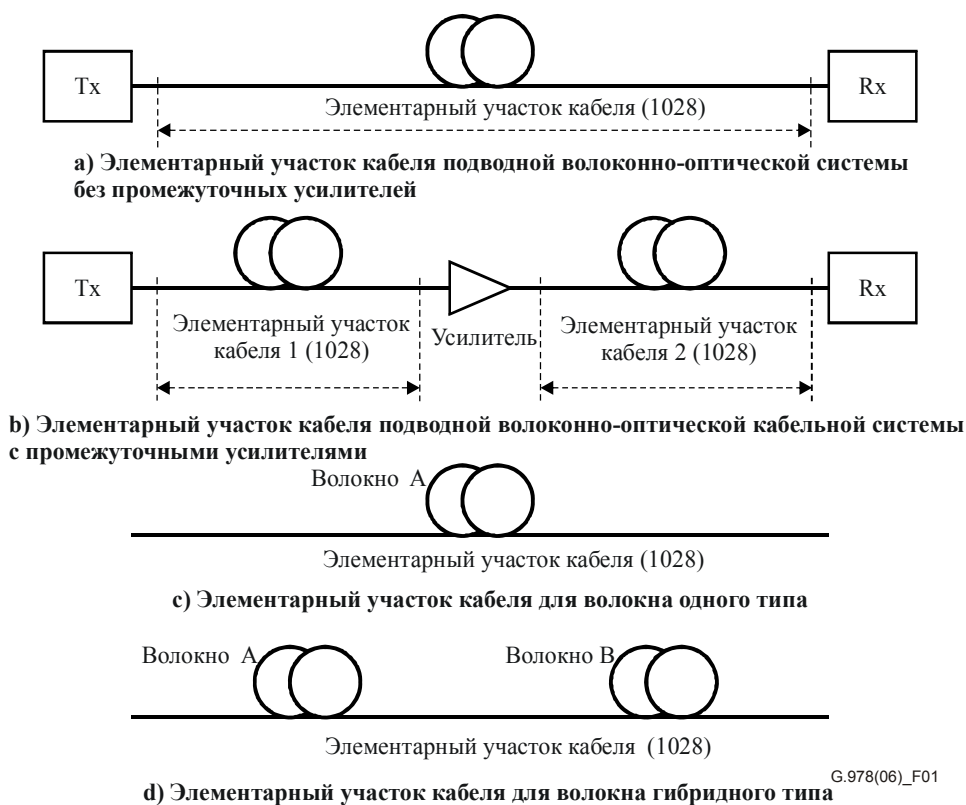 Tx
Rx
Элементарный участок кабеля (1028)
a) Элементарный участок кабеля подводной волоконно-оптической системы
без промежуточных усилителей
Tx
Rx
Элементарный участок
кабеля 1 (1028)
Усилитель
Элементарный участок
кабеля 2 (1028)
b) Элементарный участок кабеля подводной волоконно-оптической кабельной системы
с промежуточными усилителями
Волокно A
Элементарный участок кабеля (1028)
c) Элементарный участок кабеля для волокна одного типа
Волокно A
Волокно B
Элементарный участок кабеля (1028)
G.978(06)_F01
d) Элементарный участок кабеля для волокна гибридного типа